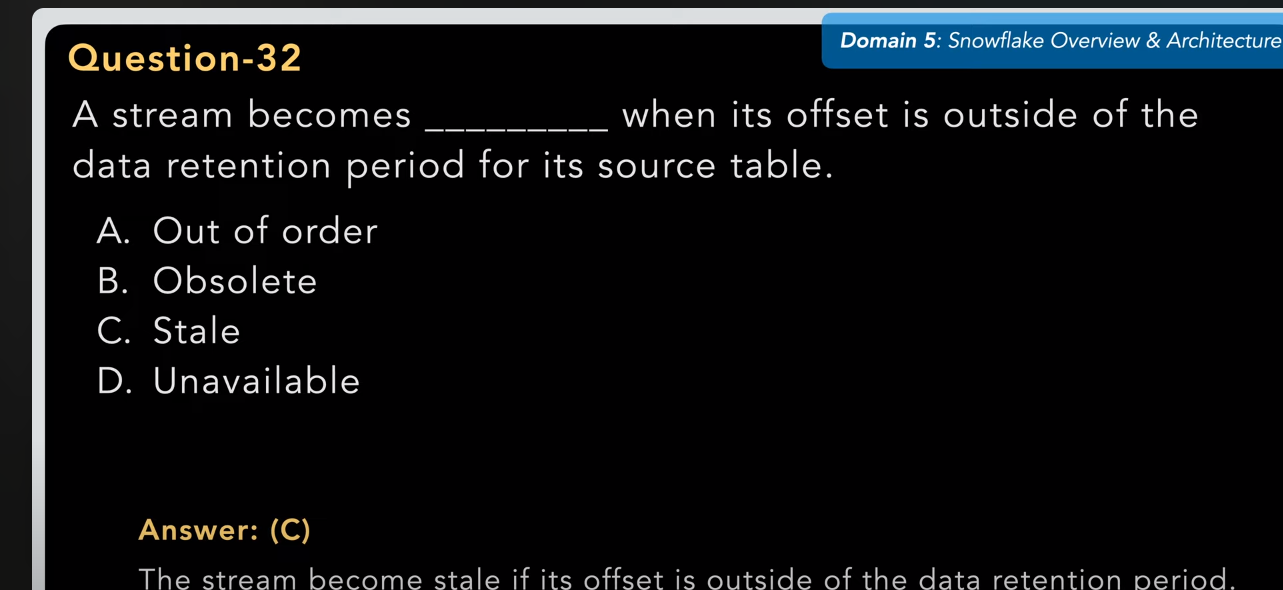 Question-32
Domain 5: Snowflake Overview & Architecture
A stream becomes _________ when its offset is outside of the
data retention period for its source table.
A. Out of order
B. Obsolete
C. Stale
D. Unavailable
Answer: (C)
The stream become stale if its offset is outside of the data retention period.